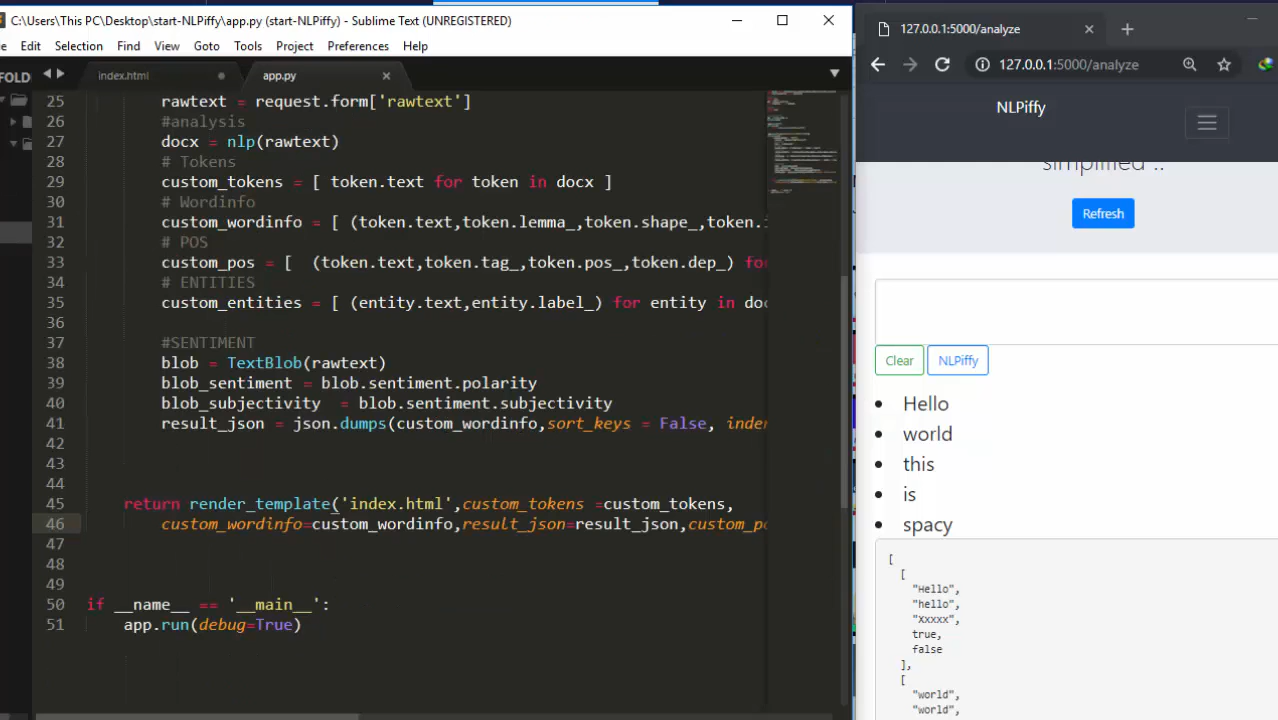 C:\Users\This PC\Desktop\start-NLPiffy\app.py (start-NLPiffy) - Sublime Text (UNREGISTERED)
Edit Selection Find View Goto Tools Project Preferences Help
FOLD
index.html
app.py
25 rawtext = request.form['rawtext']
26 #analysis
27 docx = nlp(rawtext)
28 # Tokens
29 custom_tokens = [ token.text for token in docx ]
30 # Wordinfo
31 custom_wordinfo = [ (token.text,token.lemma_,token.shape_,token.i
32 # POS
33 custom_pos = [ (token.text,token.tag_,token.pos_,token.dep_) fo
34 # ENTITIES
35 custom_entities = [ (entity.text,entity.label_) for entity in doc
36
37 #SENTIMENT
38 blob = TextBlob(rawtext)
39 blob_sentiment = blob.sentiment.polarity
40 blob_subjectivity = blob.sentiment.subjectivity
41 result_json = json.dumps(custom_wordinfo,sort_keys = False, inden
42
43
44
45 return render_template('index.html',custom_tokens =custom_tokens,
46 custom_wordinfo=custom_wordinfo,result_json=result_json,custom_po
47
48
49
50 if __name__ == '__main__':
51 app.run(debug=True)
127.0.0.1:5000/analyze
127.0.0.1:5000/analyze
NLPiffy
simplified ..
Refresh
Clear NLPiffy
Hello
world
this
is
spacy
[
[
"Hello",
"hello",
"Xxxxx",
true,
false
],
[
"world",
"world",